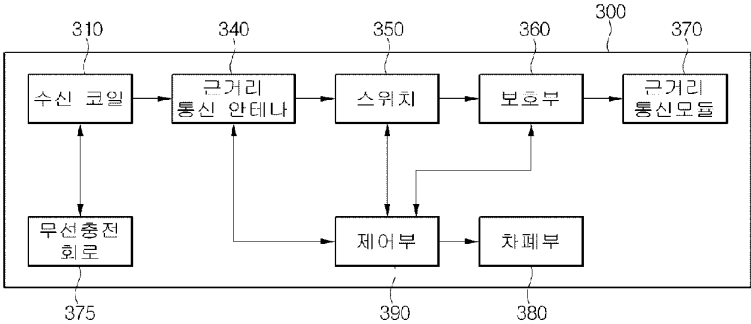 310
340
350
360
300
370
수신 코일
근거리
통신 안테나
스위치
보호부
근거리
통신모듈
무선충전
회로
제어부
차폐부
375
390
380